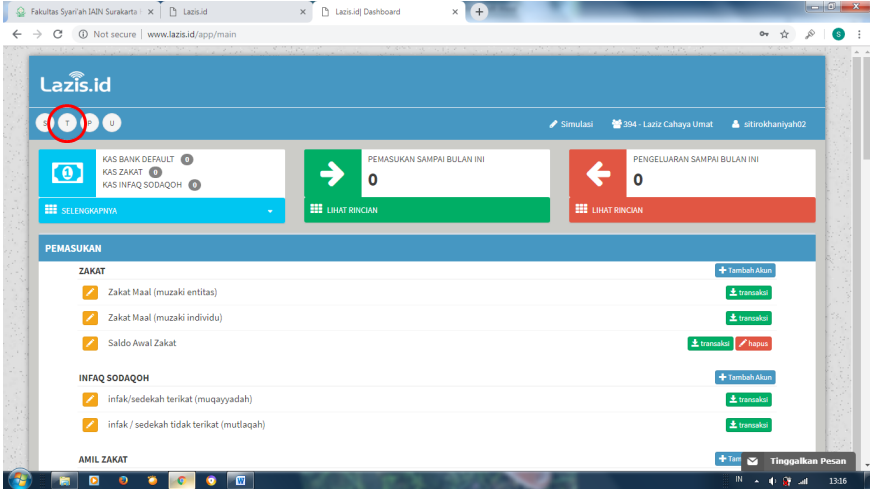 Fakultas Syari'ah IAIN Surakarta
Lazis.id
Lazis.id| Dashboard
Not secure | www.lazis.id/app/main
S
Lazis.id
S T P U
Simulasi
394 - Laziz Cahaya Umat
sitirokhaniyah02
KAS BANK DEFAULT 0
KAS ZAKAT 0
KAS INFAQ SODAQOH 0
SELENGKAPNYA
PEMASUKAN SAMPAI BULAN INI
0
LIHAT RINCIAN
PENGELUARAN SAMPAI BULAN INI
0
LIHAT RINCIAN
PEMASUKAN
ZAKAT Tambah Akun
Zakat Maal (muzaki entitas) transaksi
Zakat Maal (muzaki individu) transaksi
Saldo Awal Zakat transaksi hapus
INFAQ SODAQOH Tambah Akun
infak/sedekah terikat (muqayyadah) transaksi
infak / sedekah tidak terikat (mutlaqah) transaksi
AMIL ZAKAT
Tinggalkan Pesan
IN
13:16